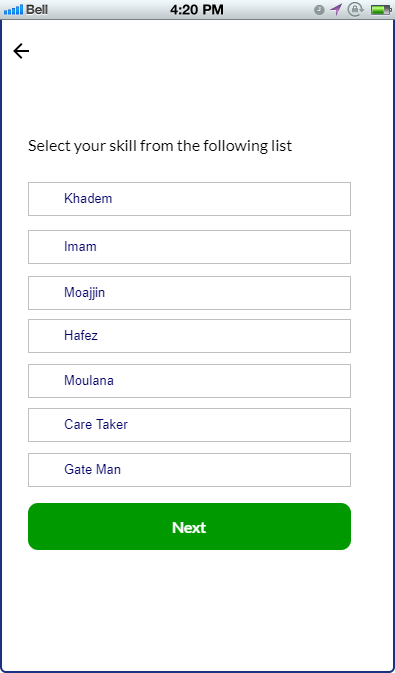 Bell 4:20 PM
Select your skill from the following list
Khadem
Imam
Moajjin
Hafez
Moulana
Care Taker
Gate Man
Next